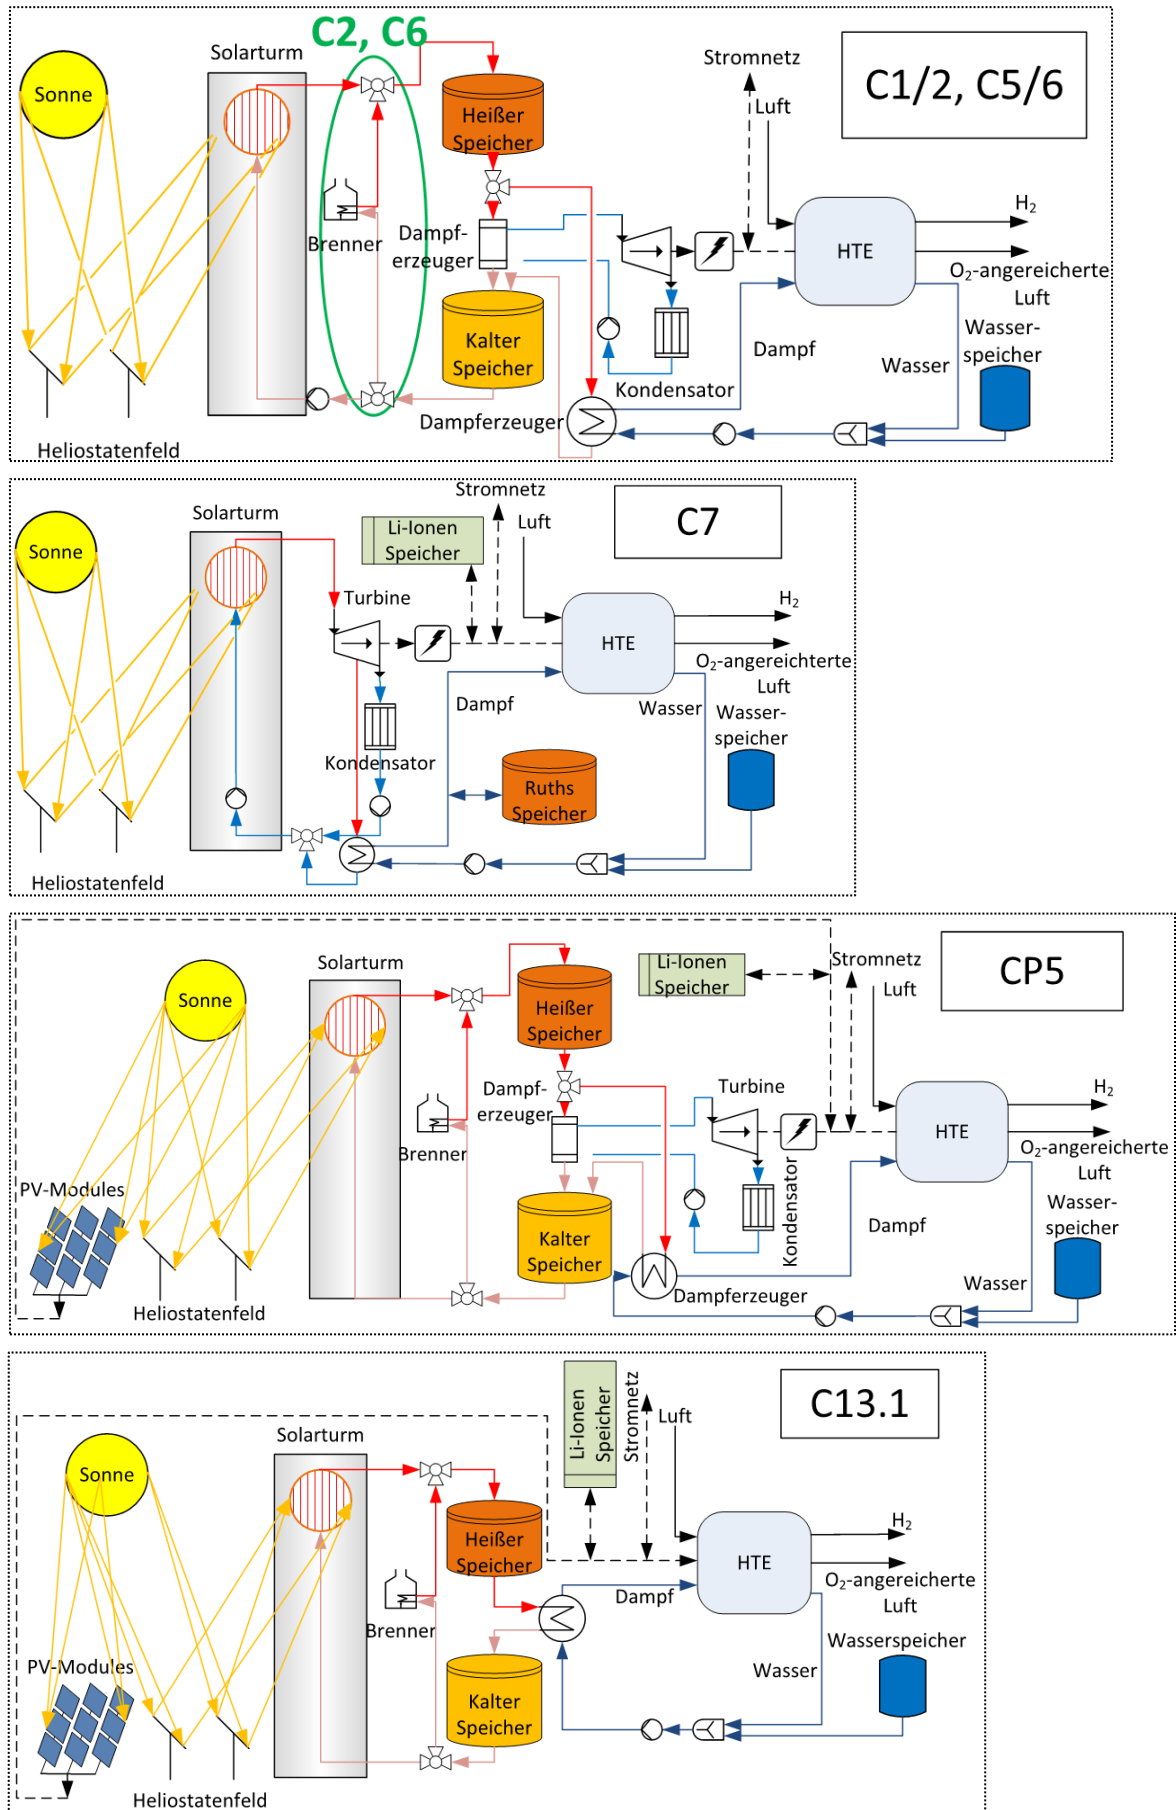 C2, C6
C1/2, C5/6
Solarturm
Sonne
Stromnetz
Luft
Heißer
Speicher
H2
HTE
Brenner
Dampf-
erzeuger
O2-angereicherte
Luft
Kalter
Speicher
Dampf
Wasser
Wasser-
speicher
Kondensator
Dampferzeuger
Heliostatenfeld
Stromnetz
C7
Solarturm
Li-Ionen
Speicher
Luft
Sonne
Turbine
H2
HTE
O2-angereichterte
Luft
Dampf
Wasser
Wasser-
speicher
Kondensator
Ruths
Speicher
Heliostatenfeld
CP5
Solarturm
Li-Ionen
Speicher
Stromnetz
Luft
Sonne
Heißer
Speicher
Dampf-
erzeuger
Turbine
H2
HTE
Brenner
O2-angereicherte
Luft
PV-Modules
Kondensator
Kalter
Speicher
Dampf
Wasser-
speicher
Wasser
Dampferzeuger
Heliostatenfeld
C13.1
Li-Ionen
Speicher
Stromnetz
Luft
Solarturm
Sonne
Heißer
Speicher
H2
HTE
O2-angereicherte
Luft
Dampf
Brenner
Wasserspeicher
PV-Modules
Wasser
Kalter
Speicher
Heliostatenfeld